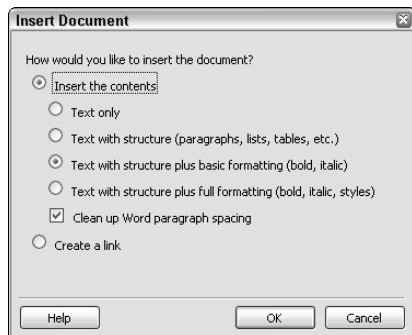 Insert Document
How would you like to insert the document?
Insert the contents
Text only
Text with structure (paragraphs, lists, tables, etc.)
Text with structure plus basic formatting (bold, italic)
Text with structure plus full formatting (bold, italic, styles)
Clean up Word paragraph spacing
Create a link
Help OK Cancel